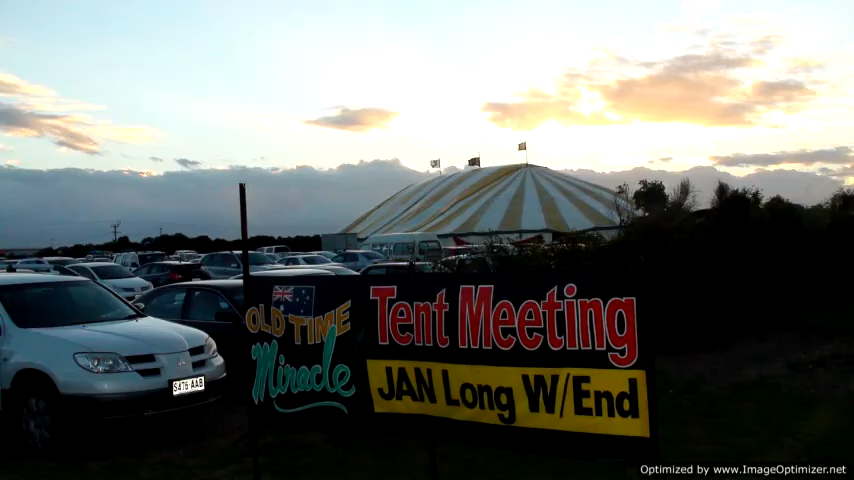 OLD TIME
Miracle
Tent Meeting
JAN Long W/End
S476·AAB
Optimized by www.ImageOptimizer.net